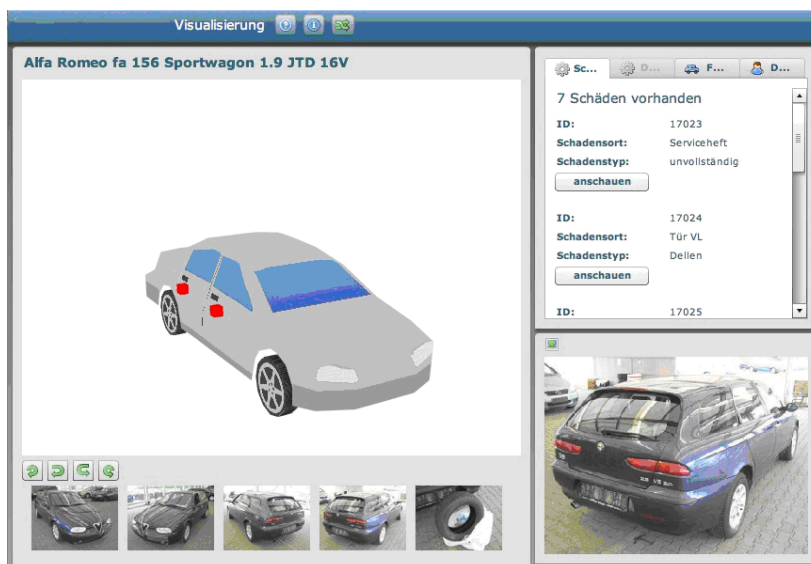 Visualisierung
Alfa Romeo fa 156 Sportwagon 1.9 JTD 16V
Sc...
D...
F...
D...
7 Schäden vorhanden
ID: 17023
Schadensort: Serviceheft
Schadenstyp: unvollständig
anschauen
ID: 17024
Schadensort: Tür VL
Schadenstyp: Dellen
anschauen
ID: 17025